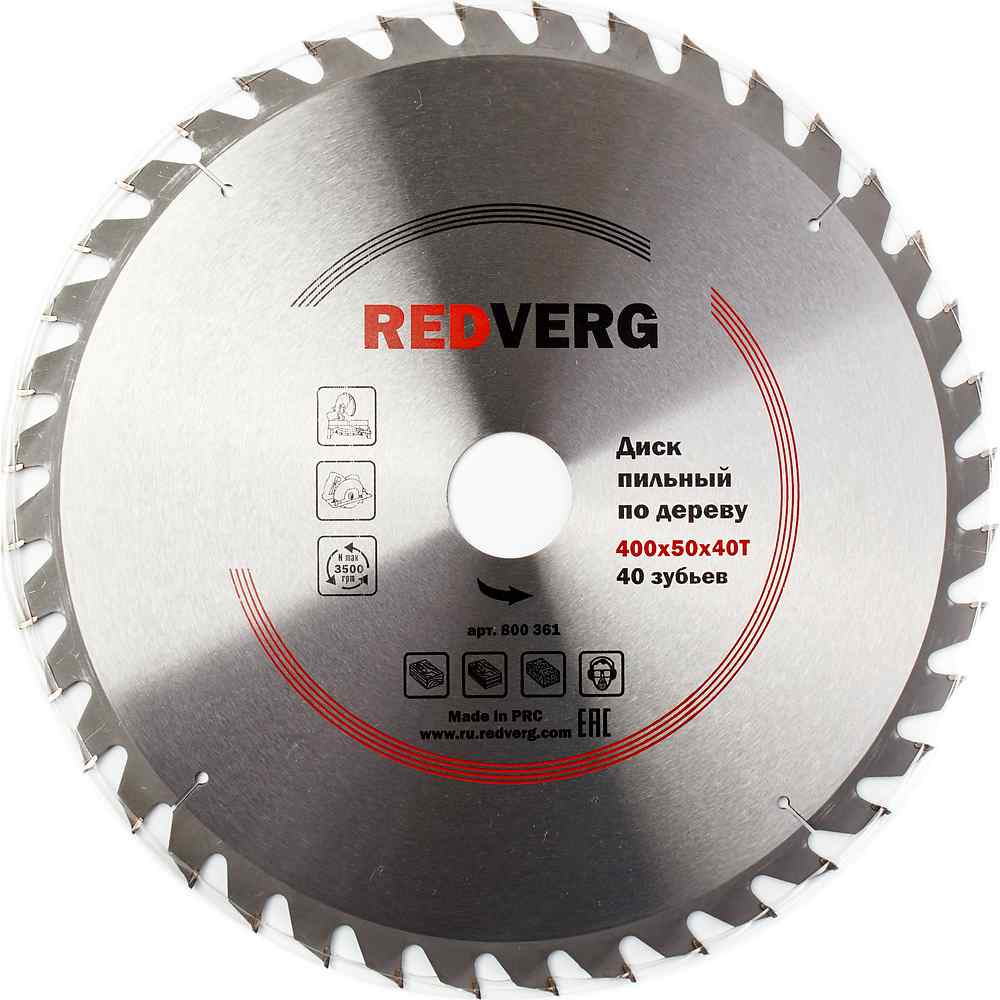 REDVERG
Диск
пильный
по дереву
400x50x40T
40 зубьев
N max
3500
rpm
арт. 800 361
Made in PRC
www.ru.redverg.com
EAC